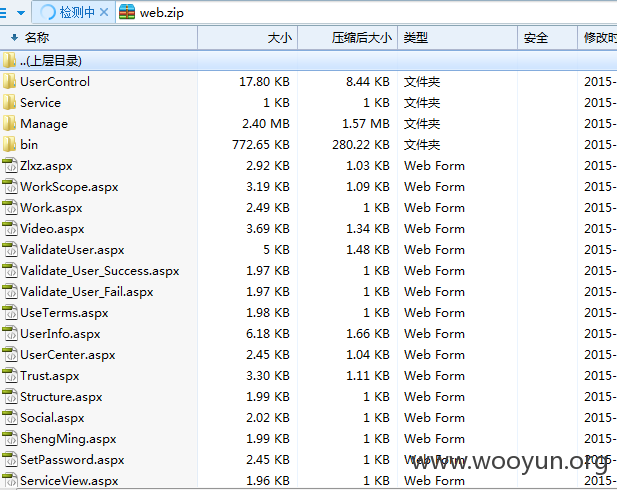 检测中 web.zip
名称 大小 压缩后大小 类型 安全 修改时
..(上层目录)
UserControl 17.80 KB 8.44 KB 文件夹 2015-
Service 1 KB 1 KB 文件夹 2015-
Manage 2.40 MB 1.57 MB 文件夹 2015-
bin 772.65 KB 280.22 KB 文件夹 2015-
Zlxz.aspx 2.92 KB 1.03 KB Web Form 2015-
WorkScope.aspx 3.19 KB 1.09 KB Web Form 2015-
Work.aspx 2.49 KB 1 KB Web Form 2015-
Video.aspx 3.69 KB 1.34 KB Web Form 2015-
ValidateUser.aspx 5 KB 1.48 KB Web Form 2015-
Validate_User_Success.aspx 1.97 KB 1 KB Web Form 2015-
Validate_User_Fail.aspx 1.97 KB 1 KB Web Form 2015-
UseTerms.aspx 1.98 KB 1 KB Web Form 2015-
UserInfo.aspx 6.18 KB 1.66 KB Web Form 2015-
UserCenter.aspx 2.45 KB 1.04 KB Web Form 2015-
Trust.aspx 3.30 KB 1.11 KB Web Form 2015-
Structure.aspx 1.99 KB 1 KB Web Form 2015-
Social.aspx 2.02 KB 1 KB Web Form 2015-
ShengMing.aspx 1.99 KB 1 KB Web Form 2015-
SetPassword.aspx 2.45 KB 1 KB Web Form 2015-
ServiceView.aspx 1.96 KB 1 KB Web Form 2015-
www.wooyun.org